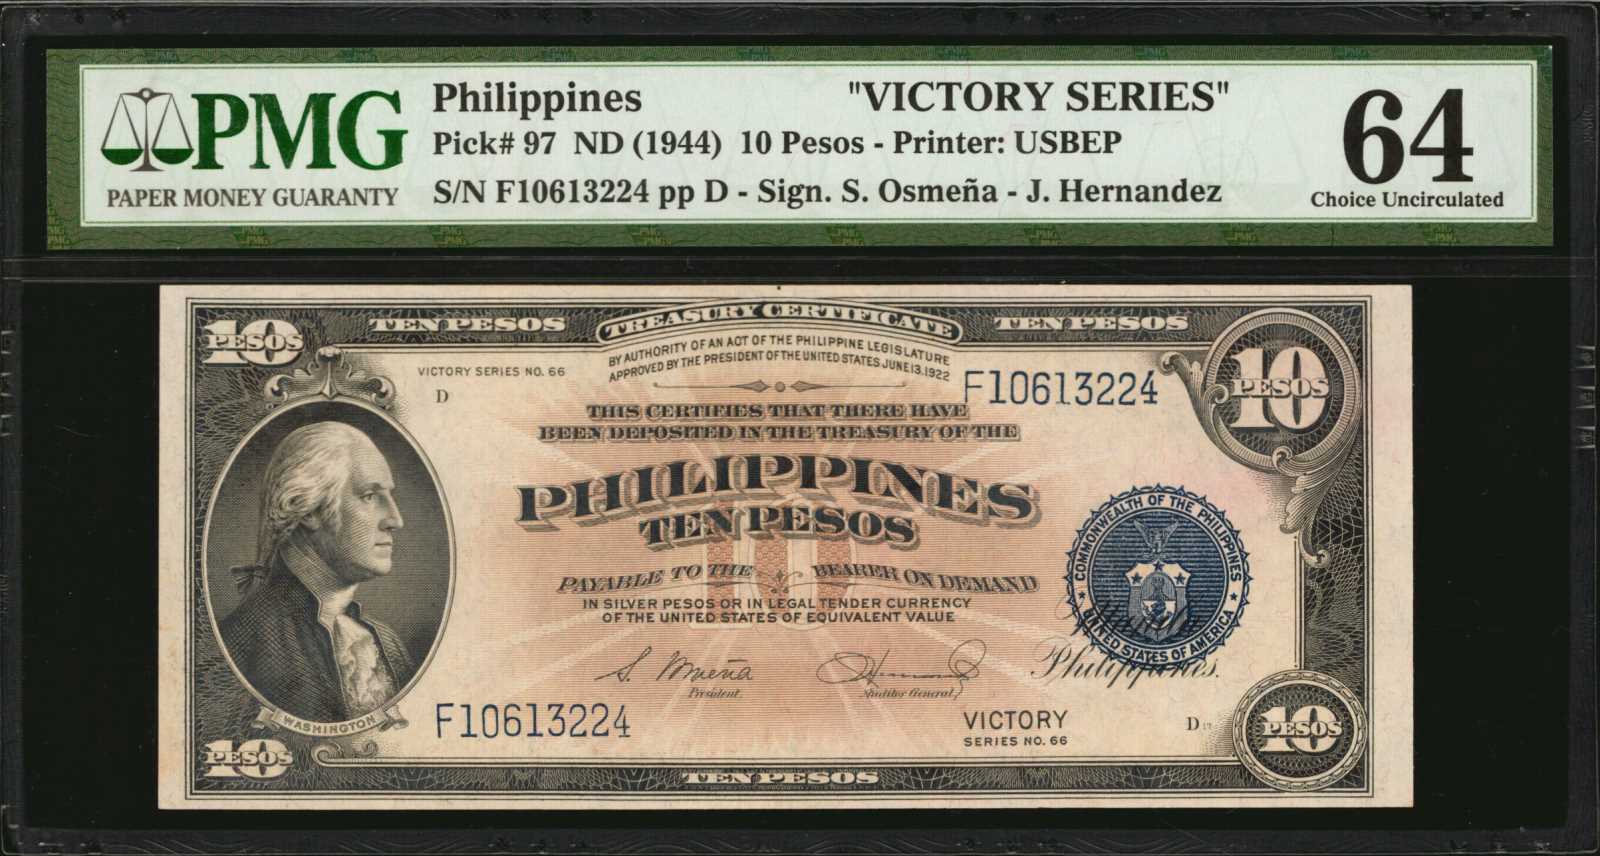 PMG
PAPER MONEY GUARANTY
Philippines "VICTORY SERIES"
Pick# 97 ND (1944) 10 Pesos - Printer: USBEP
S/N F10613224 pp D - Sign. S. Osmeña - J. Hernandez
64
Choice Uncirculated
10 PESOS
TEN PESOS
TREASURY CERTIFICATE
TEN PESOS
10 PESOS
BY AUTHORITY OF AN ACT OF THE PHILIPPINE LEGISLATURE
APPROVED BY THE PRESIDENT OF THE UNITED STATES JUNE 13, 1922
VICTORY SERIES NO. 66
D
F10613224
THIS CERTIFIES THAT THERE HAVE
BEEN DEPOSITED IN THE TREASURY OF THE
PHILIPPINES
TEN PESOS
10
PAYABLE TO THE BEARER ON DEMAND
IN SILVER PESOS OR IN LEGAL TENDER CURRENCY
OF THE UNITED STATES OF EQUIVALENT VALUE
COMMONWEALTH OF THE PHILIPPINES
UNITED STATES OF AMERICA
Philippines.
S. Osmeña
President.
Auditor General
WASHINGTON
F10613224
VICTORY
SERIES NO. 66
D
10 PESOS
TEN PESOS
10 PESOS